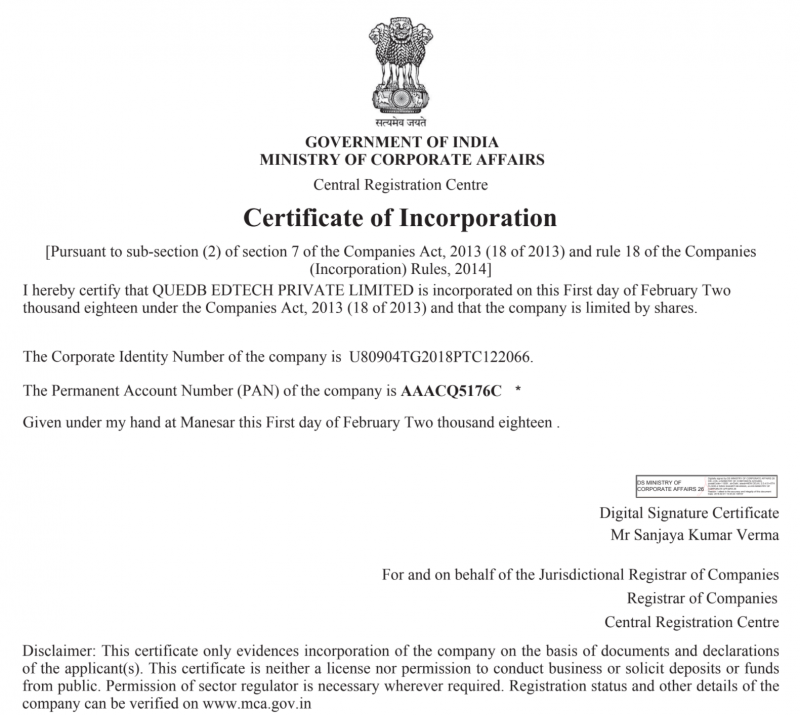 सत्यमेव जयते
GOVERNMENT OF INDIA
MINISTRY OF CORPORATE AFFAIRS
Central Registration Centre
Certificate of Incorporation
[Pursuant to sub-section (2) of section 7 of the Companies Act, 2013 (18 of 2013) and rule 18 of the Companies
(Incorporation) Rules, 2014]
I hereby certify that QUEDB EDTECH PRIVATE LIMITED is incorporated on this First day of February Two
thousand eighteen under the Companies Act, 2013 (18 of 2013) and that the company is limited by shares.
The Corporate Identity Number of the company is U80904TG2018PTC122066.
The Permanent Account Number (PAN) of the company is AAACQ5176C *
Given under my hand at Manesar this First day of February Two thousand eighteen .
DS MINISTRY OF
CORPORATE AFFAIRS 26
Digital Signature Certificate
Mr Sanjaya Kumar Verma
For and on behalf of the Jurisdictional Registrar of Companies
Registrar of Companies
Central Registration Centre
Disclaimer: This certificate only evidences incorporation of the company on the basis of documents and declarations
of the applicant(s). This certificate is neither a license nor permission to conduct business or solicit deposits or funds
from public. Permission of sector regulator is necessary wherever required. Registration status and other details of the
company can be verified on www.mca.gov.in